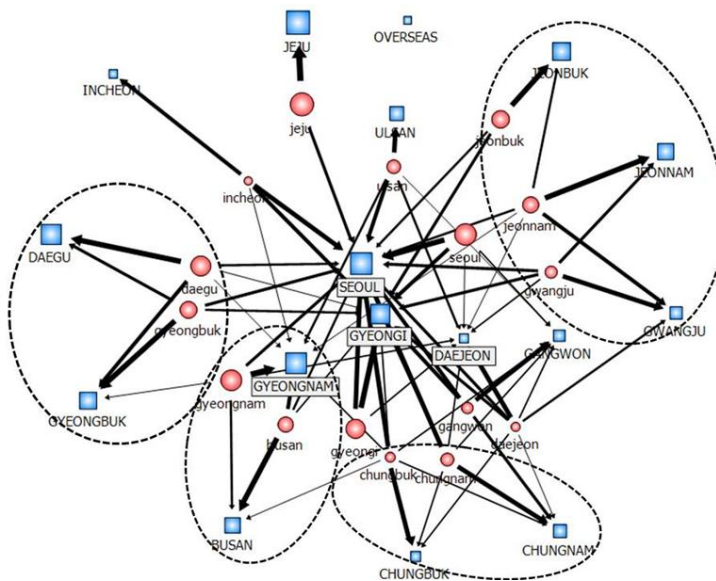 JEJU
OVERSEAS
INCHEON
jeju
ULSAN
JEONBUK
jeonbuk
ulsan
JEONNAM
incheon
jeonnam
DAEGU
seoul
daegu
SEOUL
gwangju
gyeongbuk
GYEONGI
GWANGJU
DAEJEON
GANGWON
GYEONGNAM
gyeongnam
GYEONGBUK
gangwon
busan
gyeongi
daejeon
chungbuk
chungnam
BUSAN
CHUNGNAM
CHUNGBUK